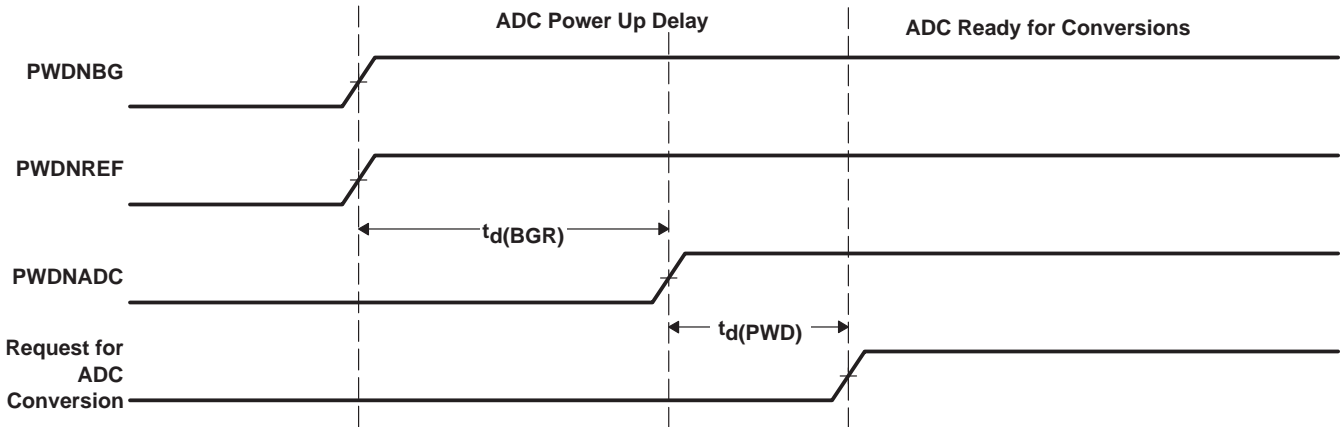 ADC Power Up Delay
ADC Ready for Conversions
PWDNBG
PWDNREF
td(BGR)
PWDNADC
td(PWD)
Request for
ADC
Conversion